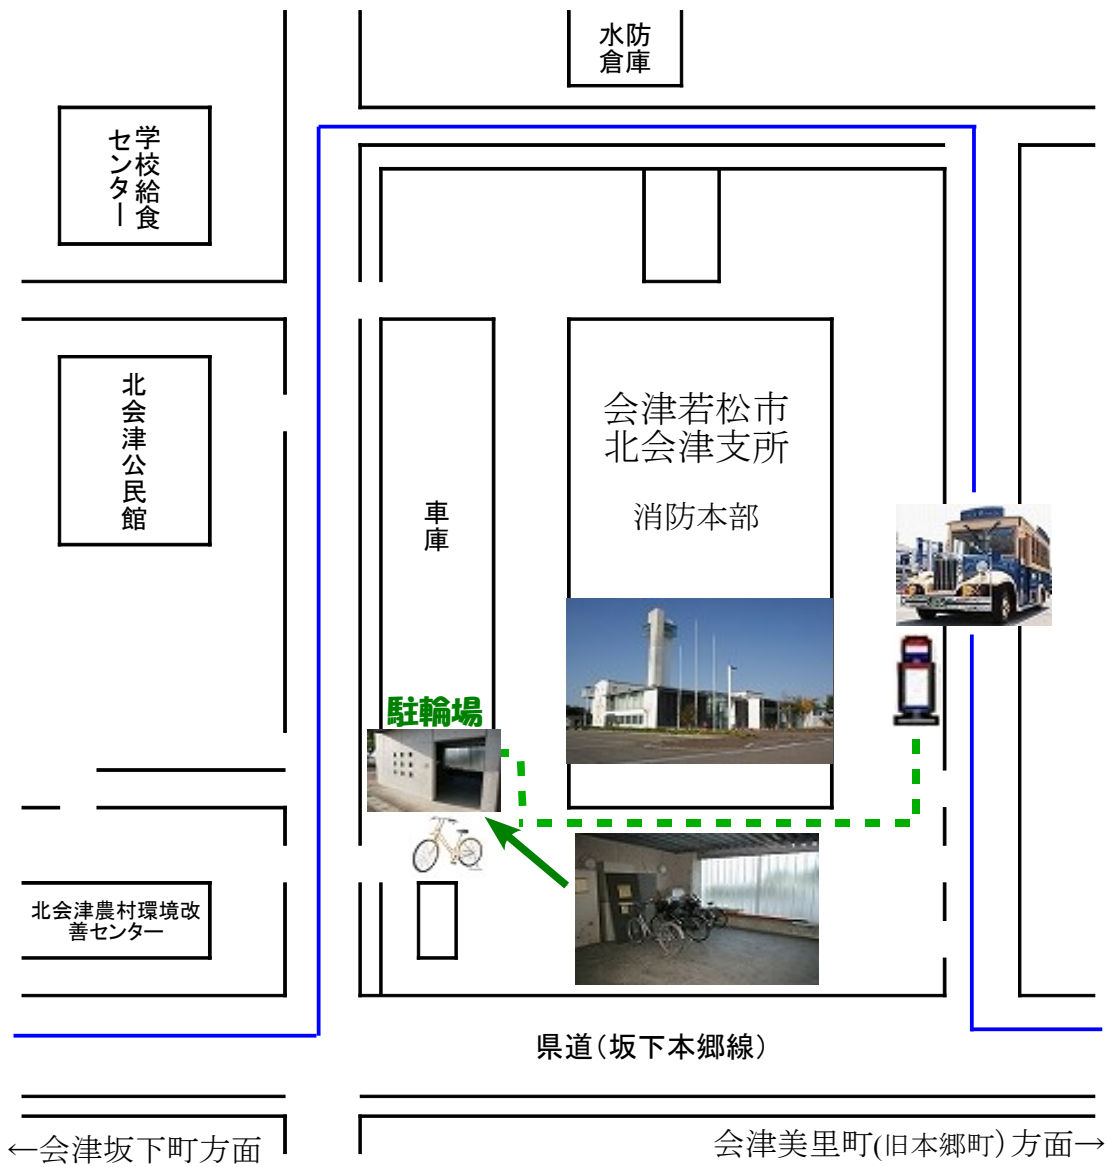 水防
倉庫
学校給食
センター
北会津公民館
会津若松市
北会津支所
消防本部
車庫
駐輪場
北会津農村環境改
善センター
県道(坂下本郷線)
←会津坂下町方面
会津美里町(旧本郷町)方面→